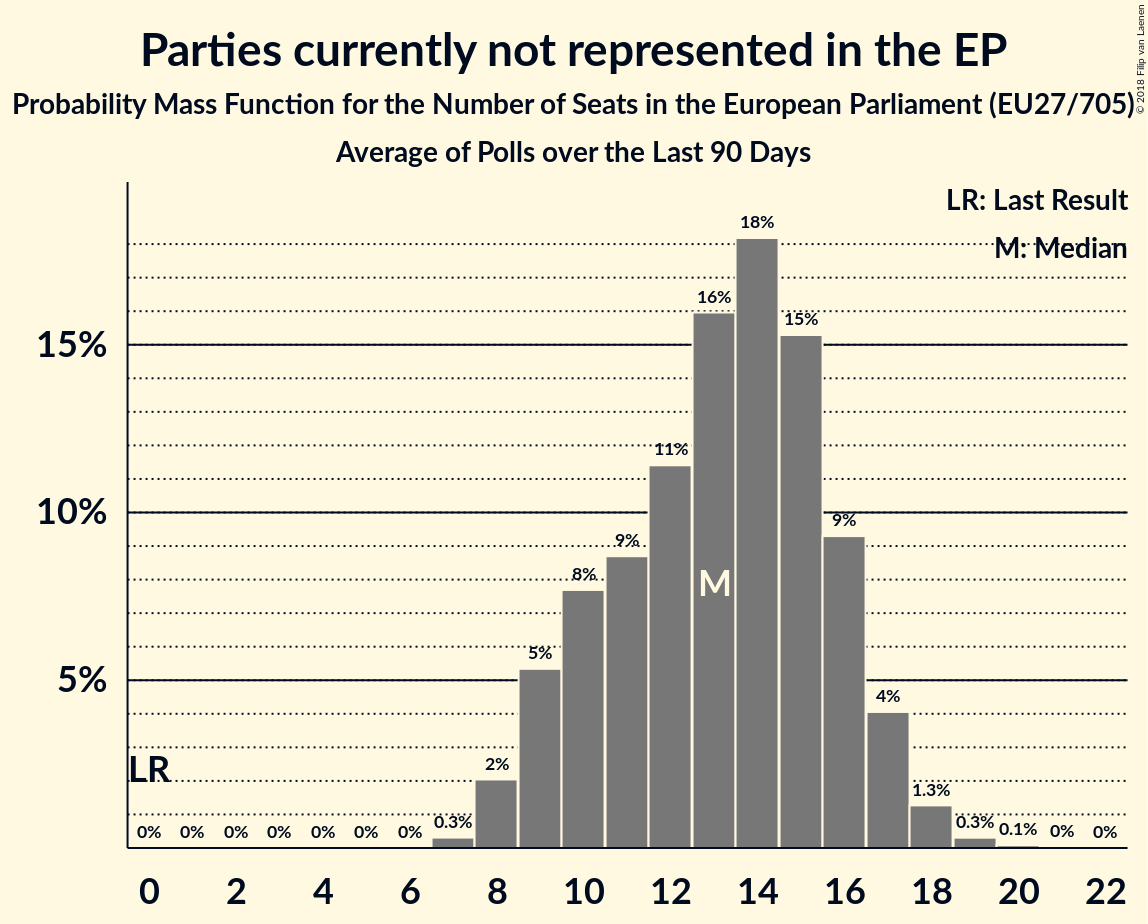 Parties currently not represented in the EP
Probability Mass Function for the Number of Seats in the European Parliament (EU27/705)
Average of Polls over the Last 90 Days
© 2018 Filip van Laenen
LR: Last Result
M: Median
18%
16%
15%
15%
11%
10%
9%
9%
8%
M
5%
5%
4%
2%
LR
1.3%
0% 0% 0% 0% 0% 0% 0% 0.3% 0.3% 0.1% 0% 0%
0 2 4 6 8 10 12 14 16 18 20 22